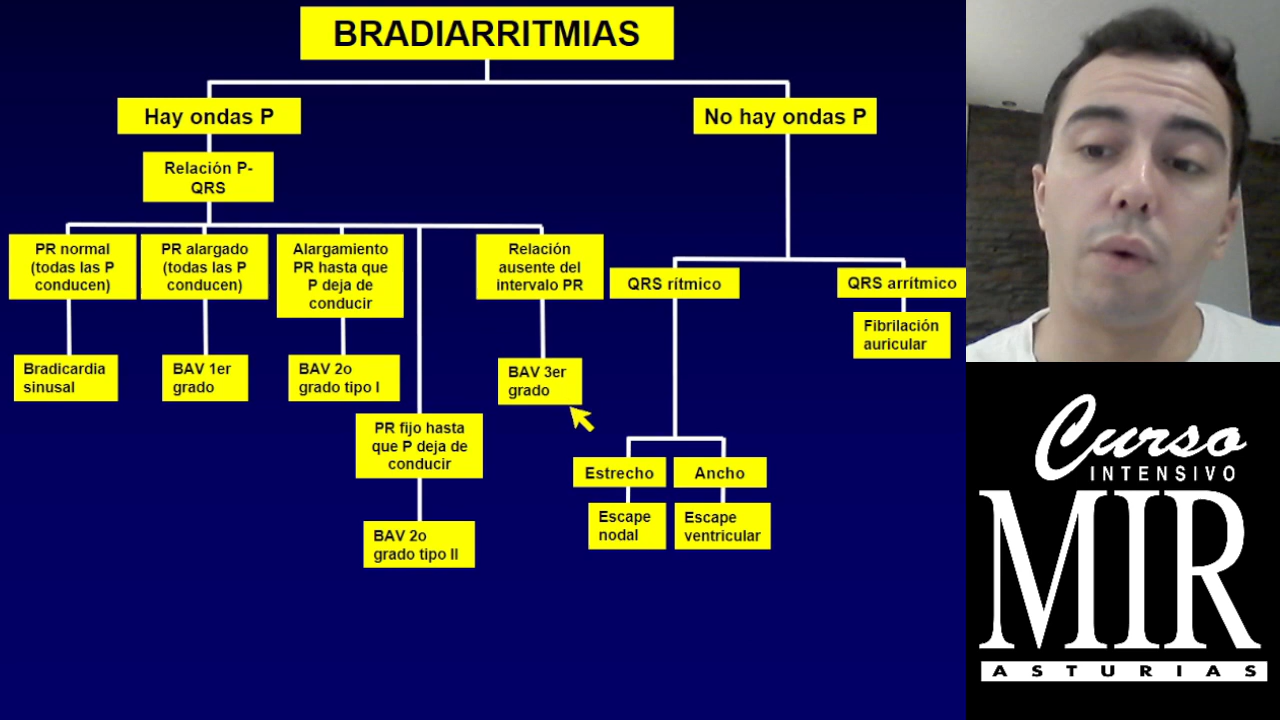 BRADIARRITMIAS
Hay ondas P
No hay ondas P
Relación P-
QRS
PR normal
(todas las P
conducen)
PR alargado
(todas las P
conducen)
Alargamiento
PR hasta que
P deja de
conducir
Relación
ausente del
intervalo PR
QRS rítmico
QRS arrítmico
Fibrilación
auricular
Bradicardia
sinusal
BAV 1er
grado
BAV 2o
grado tipo I
BAV 3er
grado
PR fijo hasta
que P deja de
conducir
BAV 2o
grado tipo II
Estrecho
Ancho
Escape
nodal
Escape
ventricular
Curso
INTENSIVO
MIR
ASTURIAS